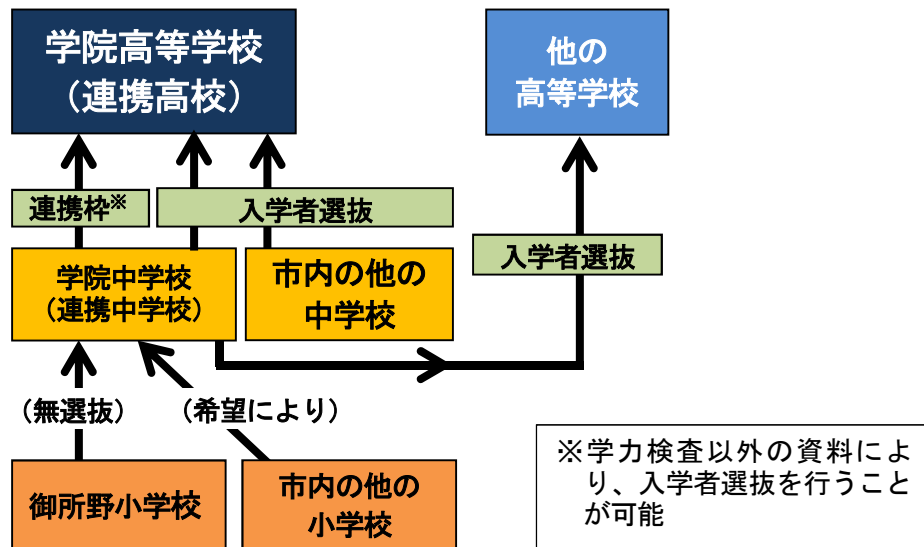 学院高等学校
（連携高校）
他の
高等学校
連携枠※
入学者選抜
入学者選抜
学院中学校
（連携中学校）
市内の他の
中学校
（無選抜）
（希望により）
御所野小学校
市内の他の
小学校
※学力検査以外の資料によ
り、入学者選抜を行うこと
が可能